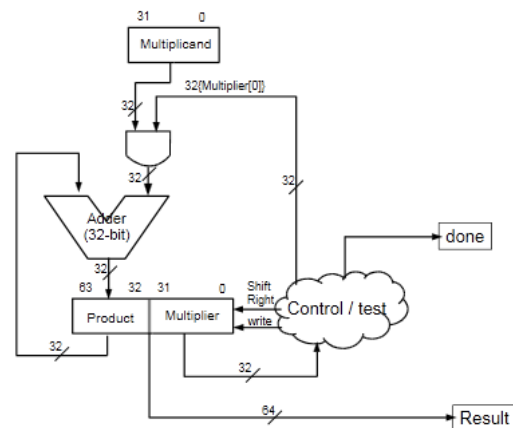 31 0
Multiplicand
32
32{Multiplier[0]}
32
32
Adder
(32-bit)
done
32
63 32 31 0
Shift
Right
Product
Multiplier
write
Control / test
32
32
64
Result